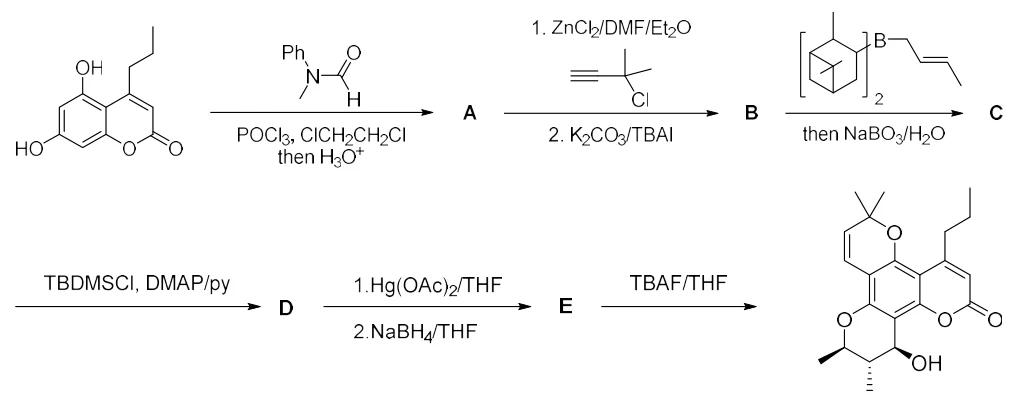 OH
HO
O
O
Ph
N
O
H
POCl3, ClCH2CH2Cl
then H3O+
A
1. ZnCl2/DMF/Et2O
Cl
2. K2CO3/TBAI
B
B
2
then NaBO3/H2O
C
TBDMSCl, DMAP/py
D
1.Hg(OAc)2/THF
2.NaBH4/THF
E
TBAF/THF
O
O
O
O
OH